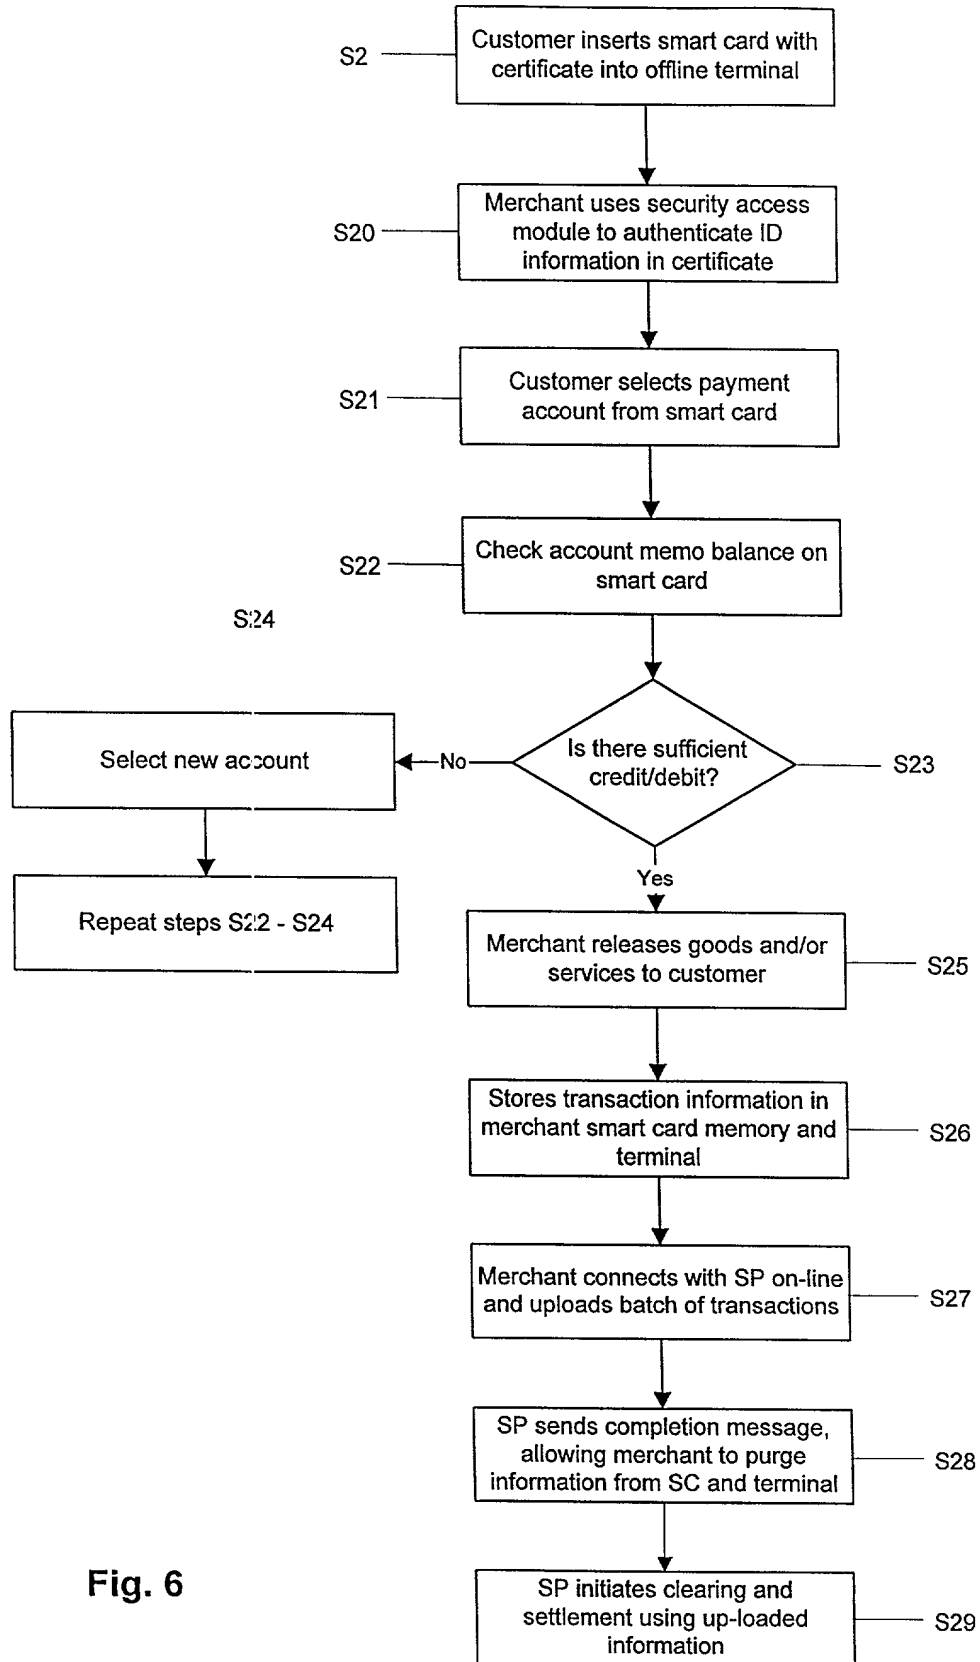 Customer inserts smart card with
certificate into offline terminal
S2
Merchant uses security access
module to authenticate ID
information in certificate
S20
Customer selects payment
account from smart card
S21
Check account memo balance on
smart card
S22
S24
Is there sufficient
credit/debit?
S23
No
Select new account
Repeat steps S22 - S24
Yes
Merchant releases goods and/or
services to customer
S25
Stores transaction information in
merchant smart card memory and
terminal
S26
Merchant connects with SP on-line
and uploads batch of transactions
S27
SP sends completion message,
allowing merchant to purge
information from SC and terminal
S28
SP initiates clearing and
settlement using up-loaded
information
S29
Fig. 6